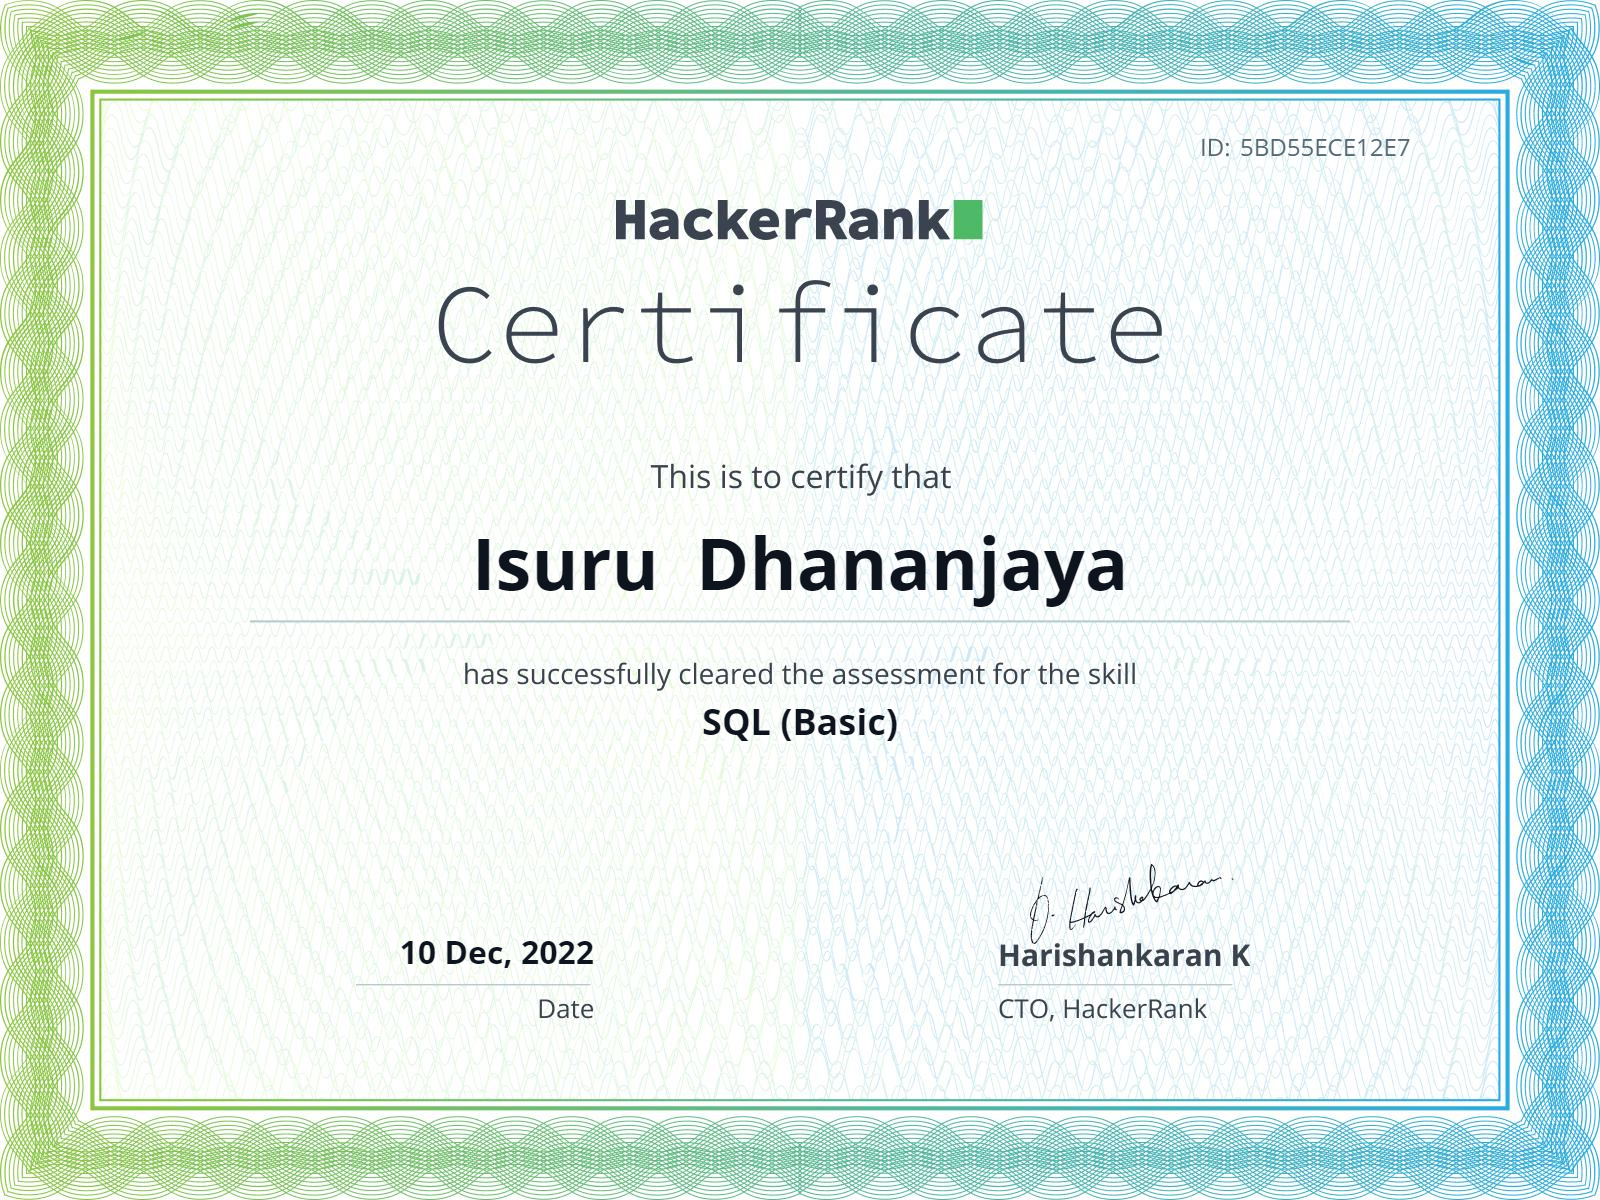 ID: 5BD55ECE12E7
HackerRank
Certificate
This is to certify that
Isuru Dhananjaya
has successfully cleared the assessment for the skill
SQL (Basic)
J. Harishankaran
10 Dec, 2022
Harishankaran K
Date
CTO, HackerRank